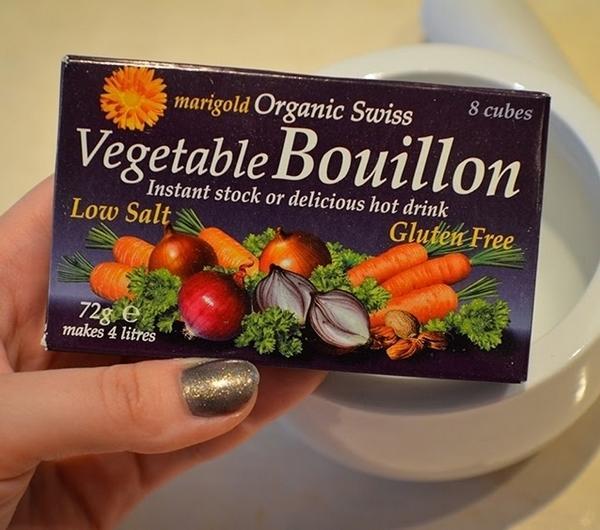 marigold Organic Swiss
8 cubes
Vegetable Bouillon
Instant stock or delicious hot drink
Low Salt
Gluten Free
72g ℮
makes 4 litres